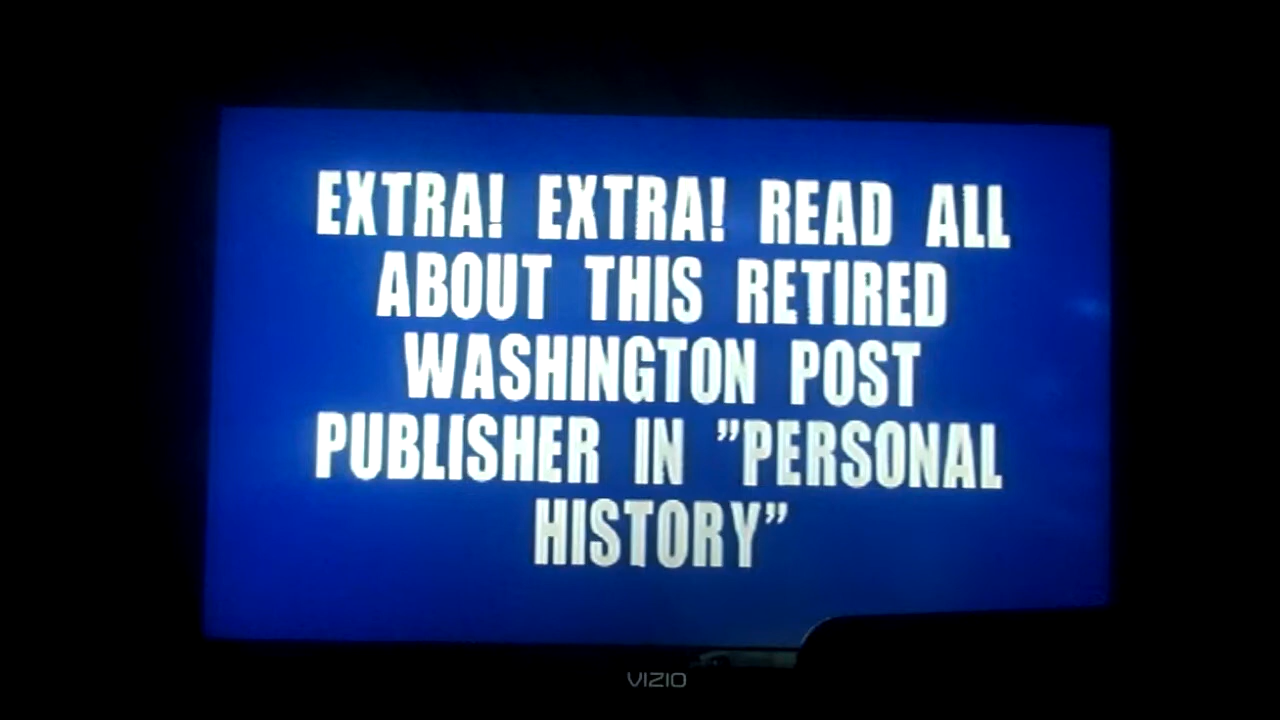 EXTRA! EXTRA! READ ALL
ABOUT THIS RETIRED
WASHINGTON POST
PUBLISHER IN ”PERSONAL
HISTORY”
VIZIO